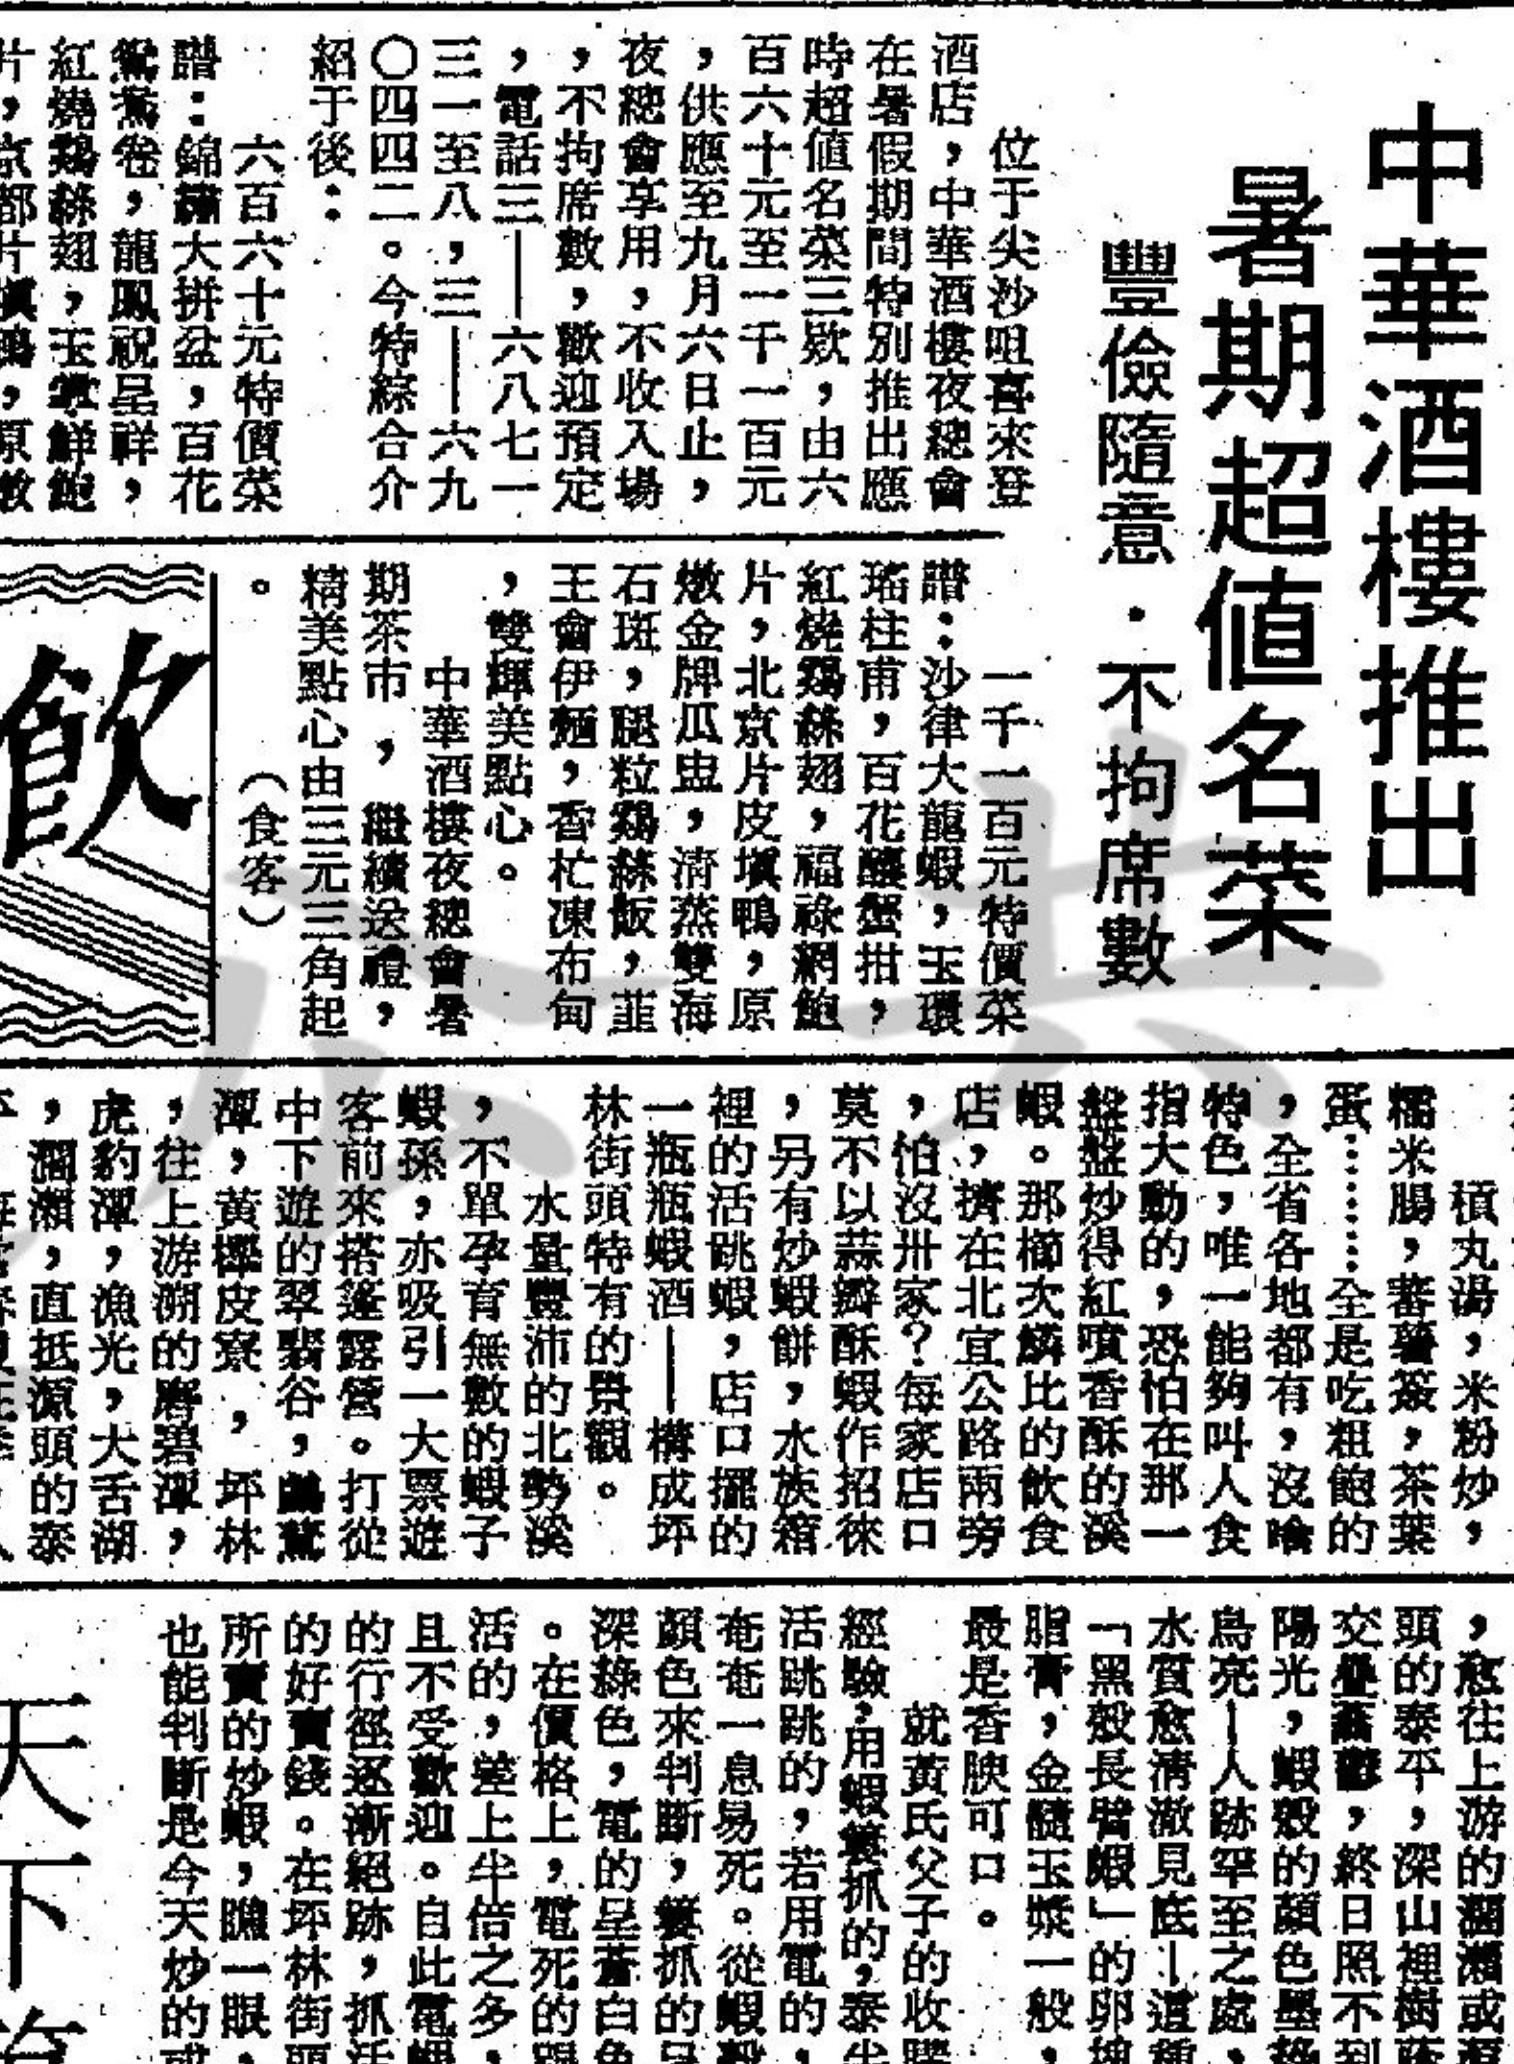 中華酒樓推出
暑期超值名菜
豐儉隨意．不拘席數
位于尖沙咀喜來登
酒店，中華酒樓夜總會
在暑假期間特別推出應
時超值名菜三款，由六
百六十元至一千一百元
，供應至九月六日止，
夜總會享用，不收入場
，不拘席數，歡迎預定
，電話三——六八七一
三一至八，三——六九
〇四四二。今特綜合介
紹于後：
六百六十元特價菜
譜：錦繡大拼盆，百花
鴛鴦卷，龍鳳祝呈祥，
紅燒鷄絲翅，玉掌鮮鮑
片，京都片填鴨，原
一千一百元特價菜
譜：沙律大龍蝦，玉環
瑤柱甫，百花釀蟹拑，
紅燒鷄絲翅，福祿網鮑
片，北京片皮填鴨，原
燉金牌瓜盅，清蒸雙海
石斑，腿粒鷄絲飯，韮
王會伊麵，香杧凍布甸
，雙輝美點心。
中華酒樓夜總會暑
期茶市，繼續送禮，
精美點心由三元三角起
。
（食客）
飲
槓丸湯，米粉炒，
糯米腸，蕃薯簽，茶葉
蛋………全是吃粗飽的
，全省各地都有，沒啥
特色，唯一能夠叫人食
指大動的，恐怕在那一
盤盤炒得紅噴香酥的溪
蝦。那櫛次鱗比的飲食
店，擠在北宜公路兩旁
，怕沒卅家？每家店口
莫不以蒜瓣酥蝦作招徠
，另有炒蝦餅，水族箱
裡的活跳蝦，店口擺的
一瓶瓶蝦酒——構成坪
林街頭特有的景觀。
水量豐沛的北勢溪
，不單孕育無數的蝦子
蝦孫，亦吸引一大票遊
客前來搭篷露營。打從
中下遊的翠翡谷，鷺鷥
潭，黃櫸皮寮，坪林
，往上游溯的磨碧潭，
虎豹潭，漁光，大舌湖
，濶瀨，直抵源頭的泰
，愈往上游的濶瀨或
頭的泰平，深山裡樹蔭
交疊蓊鬱，終日照不到
陽光，蝦殼的顏色墨
烏亮—人跡罕至之處，
水質愈清澈見底—這種
「黑殼長臂蝦」的卵
脂膏，金髓玉漿一般，
最是香腴可口。
就黃氏父子的收
經驗，用蝦簍抓的，泰半
活跳跳的，若用電的，
奄奄一息易死。從蝦殼
顏色來判斷，簍抓的呈
深綠色，電的呈蒼白色
。在價格上，電死的
活的，差上半倍之多，
且不受歡迎。自此電蝦
的行徑逐漸絕跡，抓活
的好賣錢。在坪林街頭
所賣的炒蝦，瞧一眼，
也能判斷是今天炒的或
天下